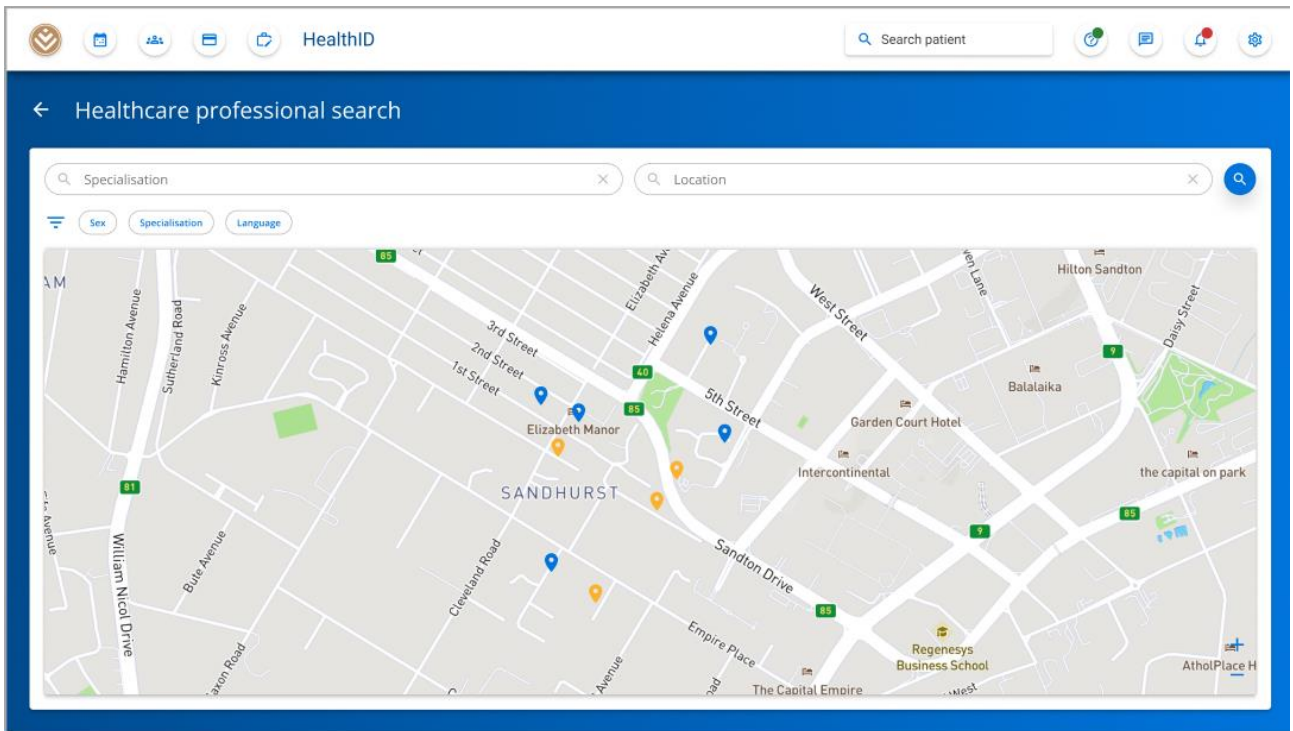 HealthID
Search patient
Healthcare professional search
Specialisation
Location
Sex
Specialisation
Language
85
AM
Hamilton Avenue
Sutherland Road
Kinross Avenue
3rd Street
2nd Street
1st Street
Helena Avenue
West Street
Hilton Sandton
Daisy Street
9
40
85
5th Street
Balalaika
Elizabeth Manor
Garden Court Hotel
Intercontinental
the capital on park
81
SANDHURST
85
9
William Nicol Drive
Bute Avenue
Cleveland Road
Sandton Drive
85
Empire Place
Regenesys
Business School
AtholPlace H
The Capital Empire